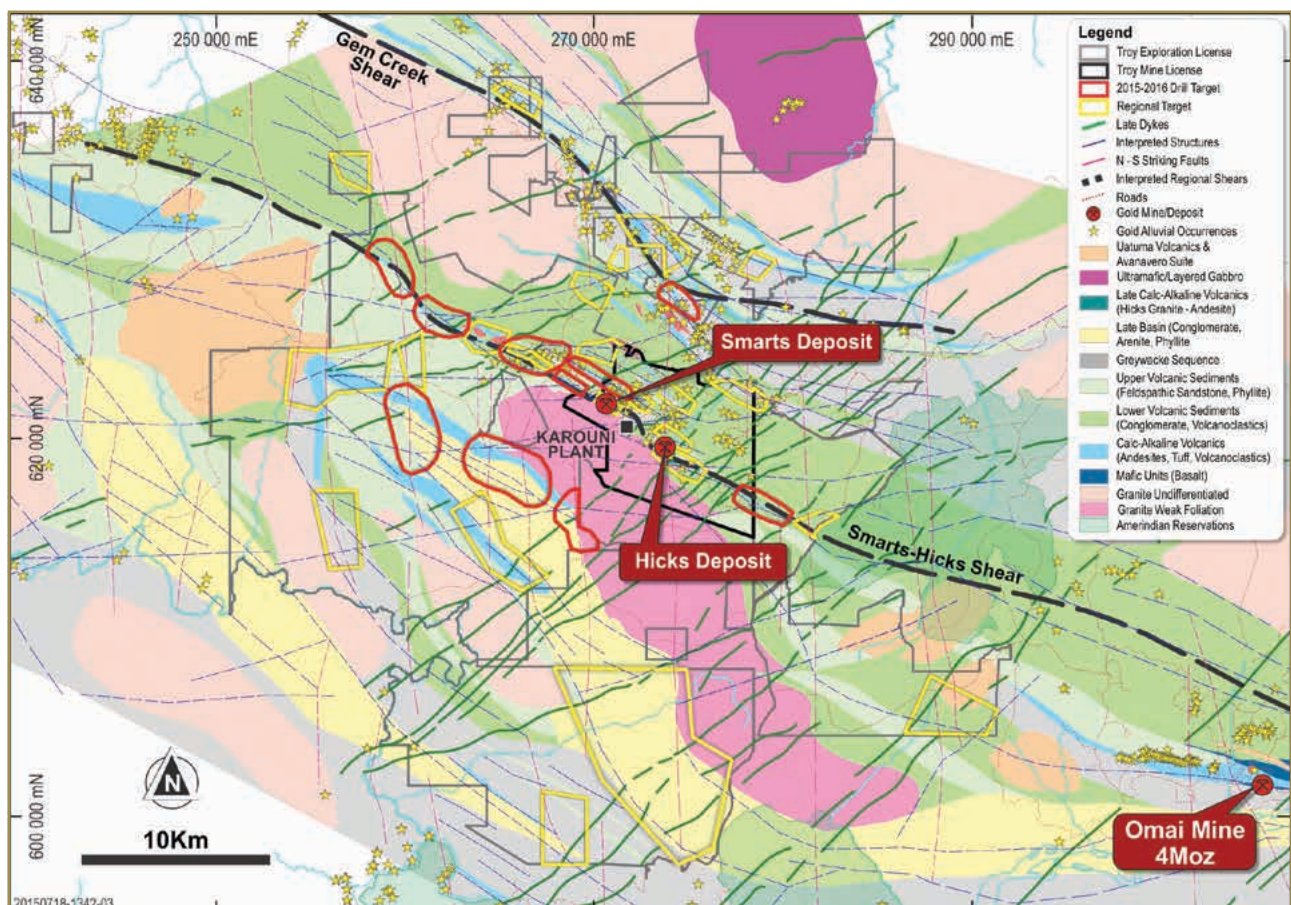 250 000 mE
270 000 mE
290 000 mE
640 000 mN
620 000 mN
600 000 mN
Gem Creek
Shear
Smarts Deposit
KAROUNI
PLANT
Hicks Deposit
Smarts-Hicks Shear
Omai Mine
4Moz
N
10Km
20150718-1342-03
Legend
Troy Exploration License
Troy Mine License
2015-2016 Drill Target
Regional Target
Late Dykes
Interpreted Structures
N - S Striking Faults
Interpreted Regional Shears
Roads
Gold Mine/Deposit
Gold Alluvial Occurrences
Uatuma Volcanics &
Avanavero Suite
Ultramafic/Layered Gabbro
Late Calc-Alkaline Volcanics
(Hicks Granite - Andesite)
Late Basin (Conglomerate,
Arenite, Phyllite
Greywacke Sequence
Upper Volcanic Sediments
(Feldspathic Sandstone, Phyllite)
Lower Volcanic Sediments
(Conglomerate, Volcanoclastics)
Calc-Alkaline Volcanics
(Andesites, Tuff, Volcanoclastics)
Mafic Units (Basalt)
Granite Undifferentiated
Granite Weak Foliation
Amerindian Reservations